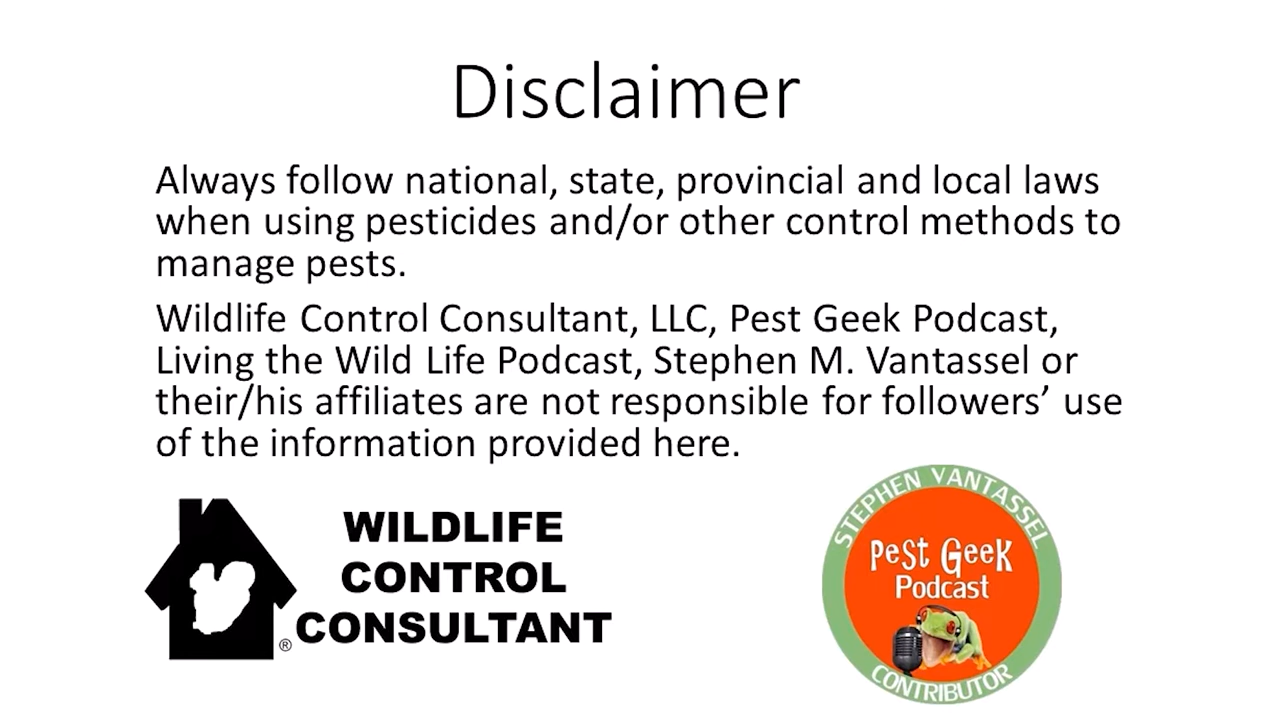 Disclaimer
Always follow national, state, provincial and local laws
when using pesticides and/or other control methods to
manage pests.
Wildlife Control Consultant, LLC, Pest Geek Podcast,
Living the Wild Life Podcast, Stephen M. Vantassel or
their/his affiliates are not responsible for followers’ use
of the information provided here.
WILDLIFE
CONTROL
CONSULTANT
®
STEPHEN VANTASSEL
PeSt GeeK
Podcast
CONTRIBUTOR